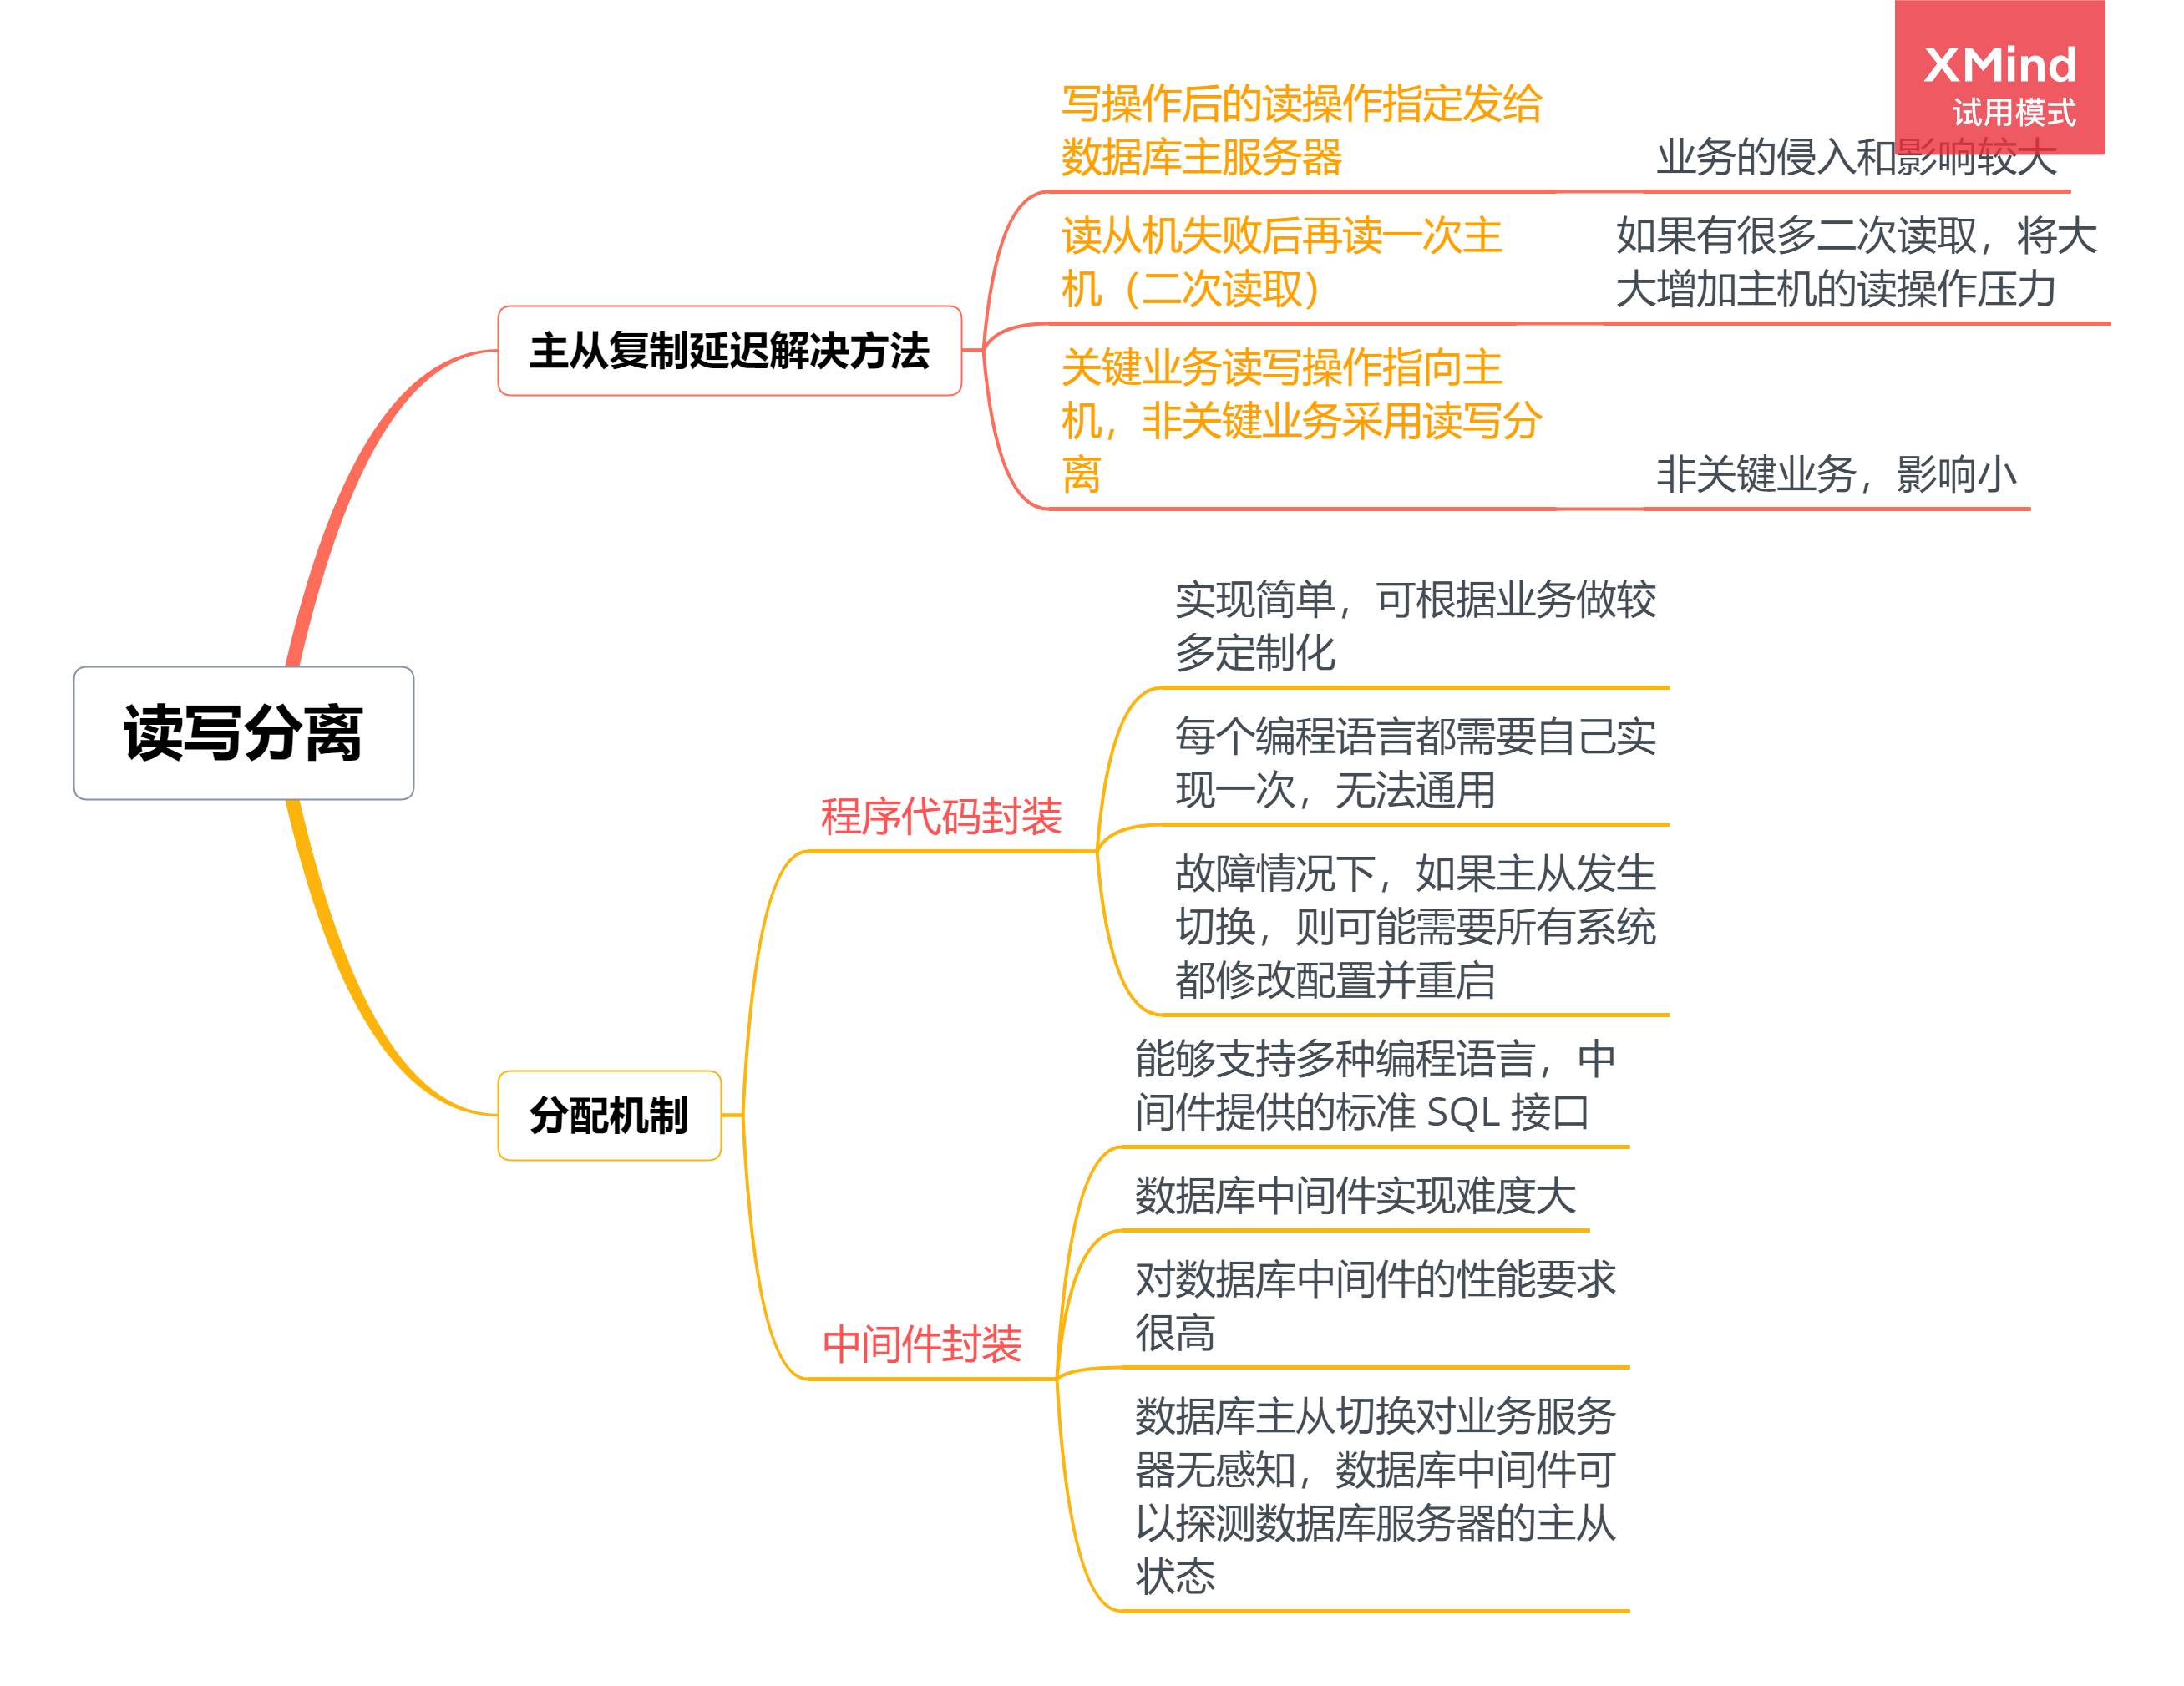 XMind
试用模式
写操作后的读操作指定发给
数据库主服务器
业务的侵入和影响较大
读从机失败后再读一次主
机（二次读取）
如果有很多二次读取，将大
大增加主机的读操作压力
主从复制延迟解决方法
关键业务读写操作指向主
机，非关键业务采用读写分
离
非关键业务，影响小
读写分离
实现简单，可根据业务做较
多定制化
每个编程语言都需要自己实
现一次，无法通用
程序代码封装
故障情况下，如果主从发生
切换，则可能需要所有系统
都修改配置并重启
分配机制
能够支持多种编程语言，中
间件提供的标准 SQL 接口
数据库中间件实现难度大
对数据库中间件的性能要求
很高
中间件封装
数据库主从切换对业务服务
器无感知，数据库中间件可
以探测数据库服务器的主从
状态